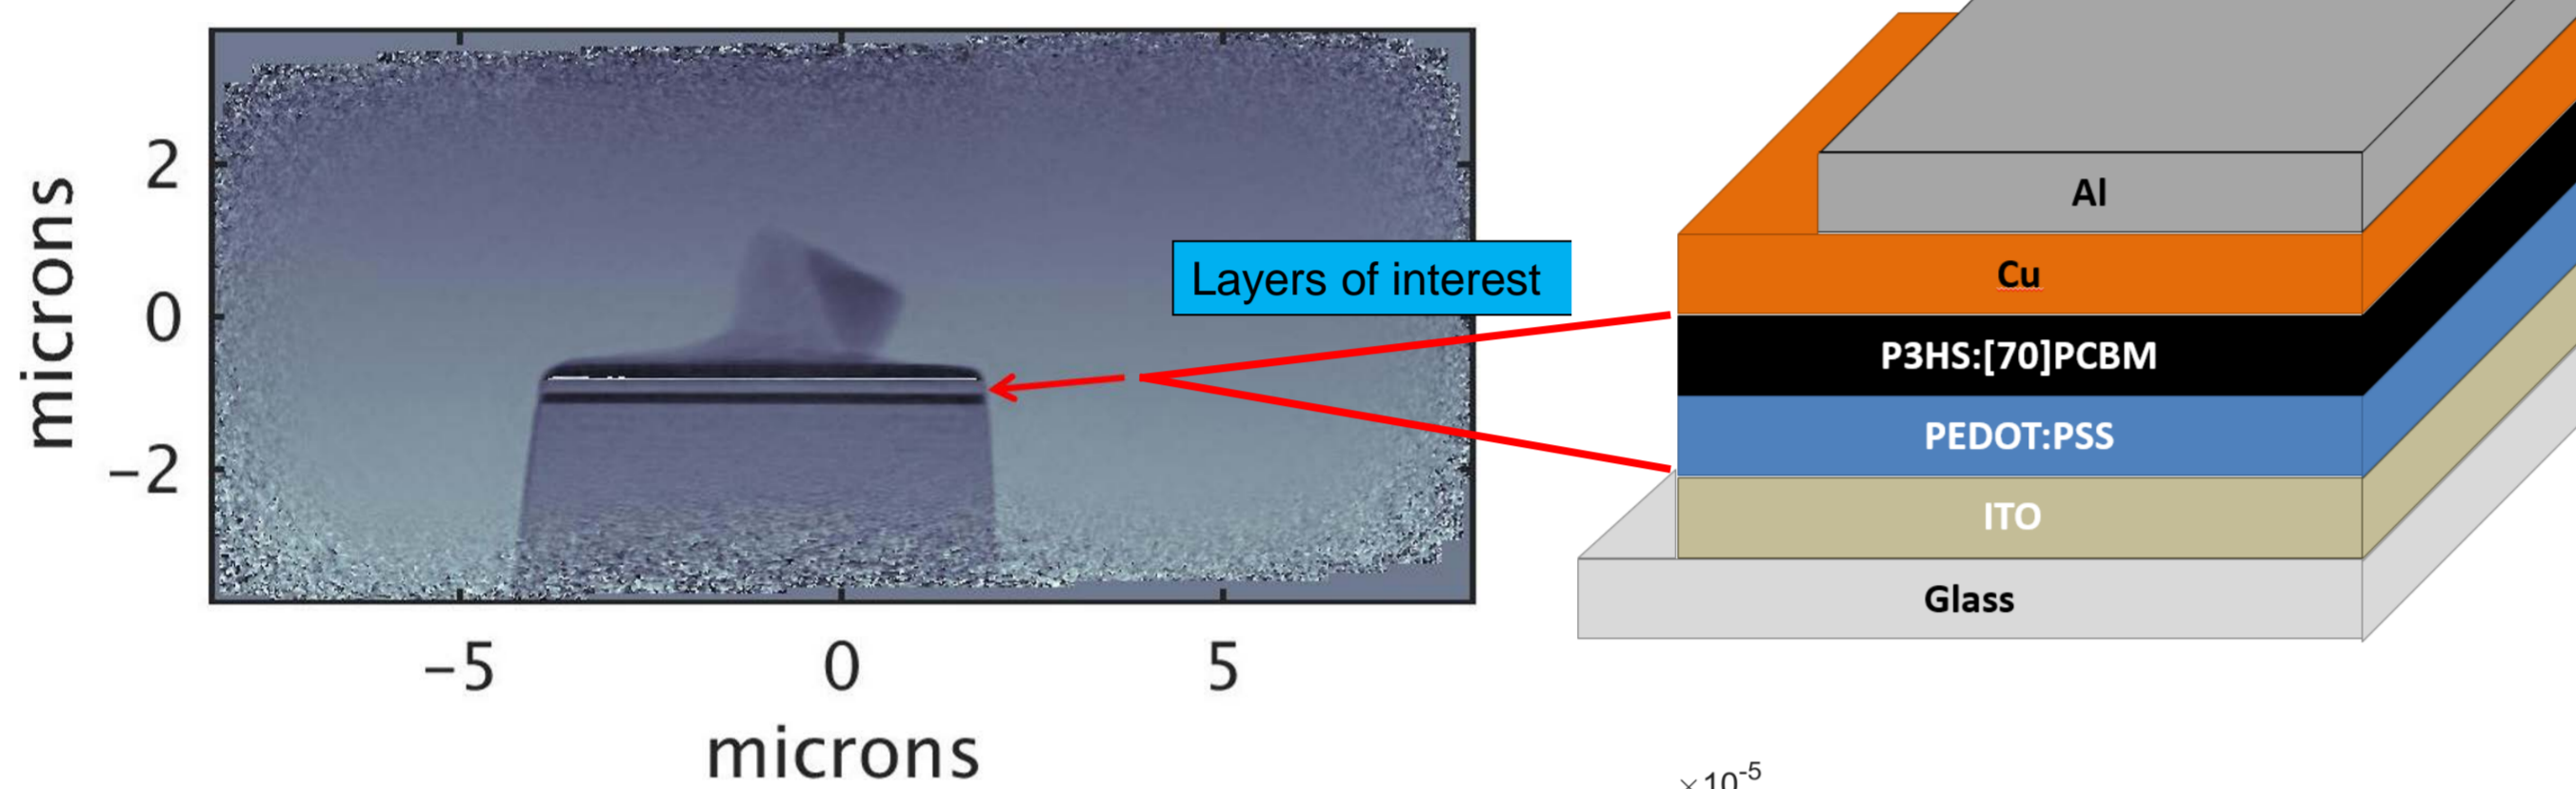 microns
2
0
−2
−5
0
5
microns
Layers of interest
Al
Cu
P3HS:[70]PCBM
PEDOT:PSS
ITO
Glass
×10-5